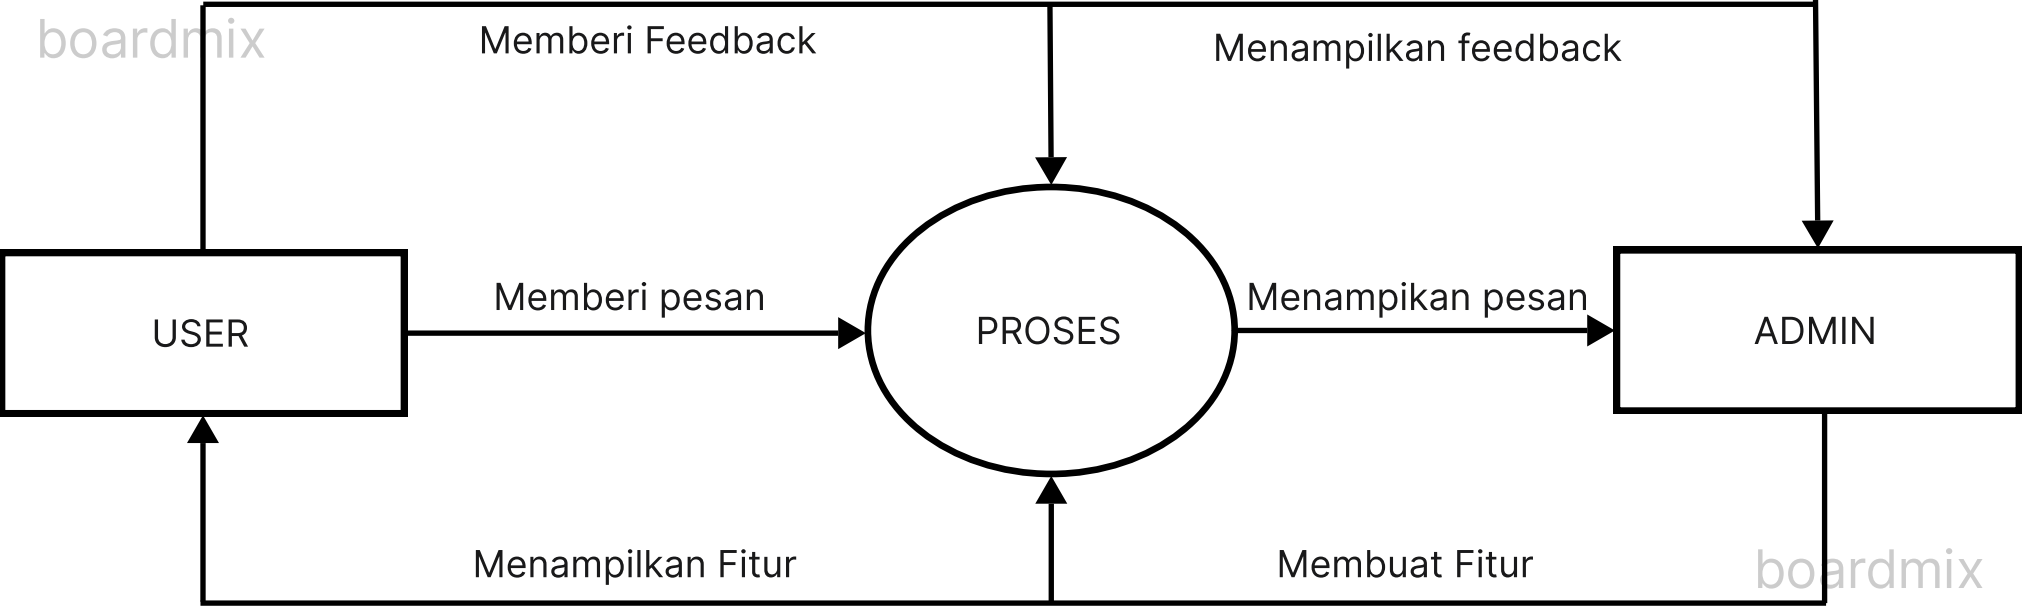 boardmix
Memberi Feedback
Menampilkan feedback
Memberi pesan
Menampikan pesan
USER
PROSES
ADMIN
Menampilkan Fitur
Membuat Fitur
boardmix